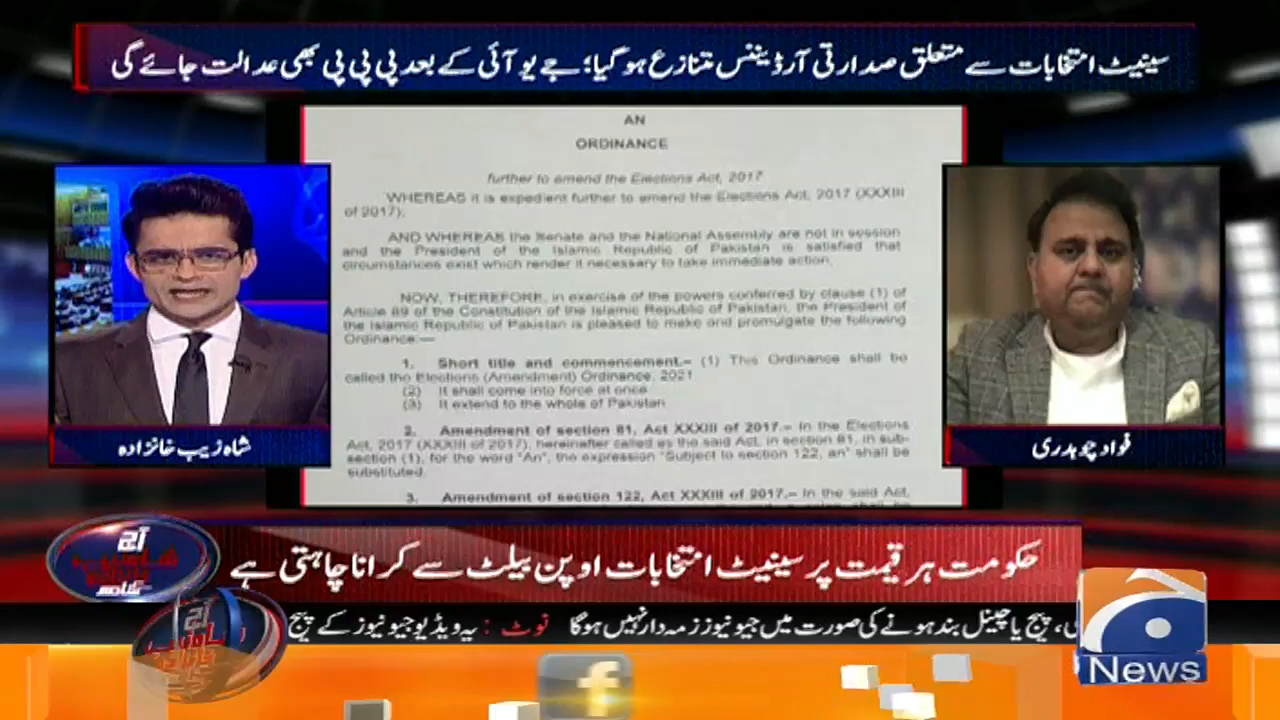 سینیٹ انتخابات سے متعلق صدارتی آرڈیننس متنازع ہوگیا؛ جے یو آئی کے بعد پی پی پی بھی عدالت جائے گی
AN
ORDINANCE
further to amend the Elections Act, 2017
WHEREAS it is expedient further to amend the Elections Act, 2017 (XXXIII
of 2017);
AND WHEREAS the Senate and the National Assembly are not in session
and the President of the Islamic Republic of Pakistan is satisfied that
circumstances exist which render it necessary to take immediate action.
NOW, THEREFORE, in exercise of the powers conferred by clause (1) of
Article 89 of the Constitution of the Islamic Republic of Pakistan, the President of
the Islamic Republic of Pakistan is pleased to make and promulgate the following
Ordinance:—
1. Short title and commencement.– (1) This Ordinance shall be
called the Elections (Amendment) Ordinance, 2021
(2) It shall come into force at once
(3) It extend to the whole of Pakistan
2. Amendment of section 81, Act XXXIII of 2017.– In the Elections
Act, 2017 (XXXIII of 2017), hereinafter called as the said Act, in section 81, in sub-
section (1), for the word "An", the expression "Subject to section 122, an" shall be
substituted.
3. Amendment of section 122, Act XXXIII of 2017.– In the said Act,
شاہ زیب خانزادہ
فواد چوہدری
حکومت ہر قیمت پر سینیٹ انتخابات اوپن بیلٹ سے کرانا چاہتی ہے
آج
، پیج یا چینل بند ہونے کی صورت میں جیو نیوز ذمہ دار نہیں ہوگا نوٹ : یہ ویڈیو جیو نیوز کے پیج
آج
f
News